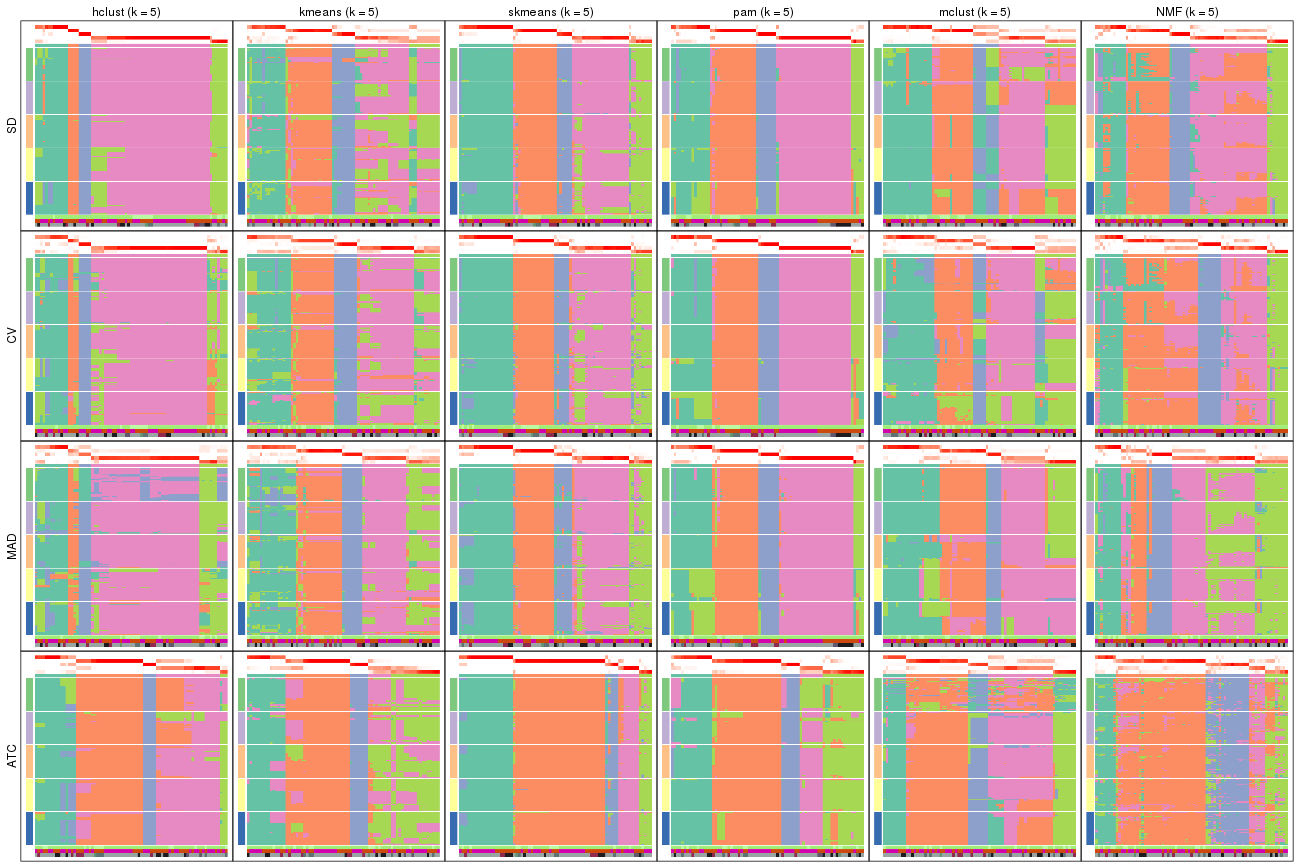 hclust (k = 5) kmeans (k = 5) skmeans (k = 5) pam (k = 5) mclust (k = 5) NMF (k = 5)
SD
CV
MAD
ATC